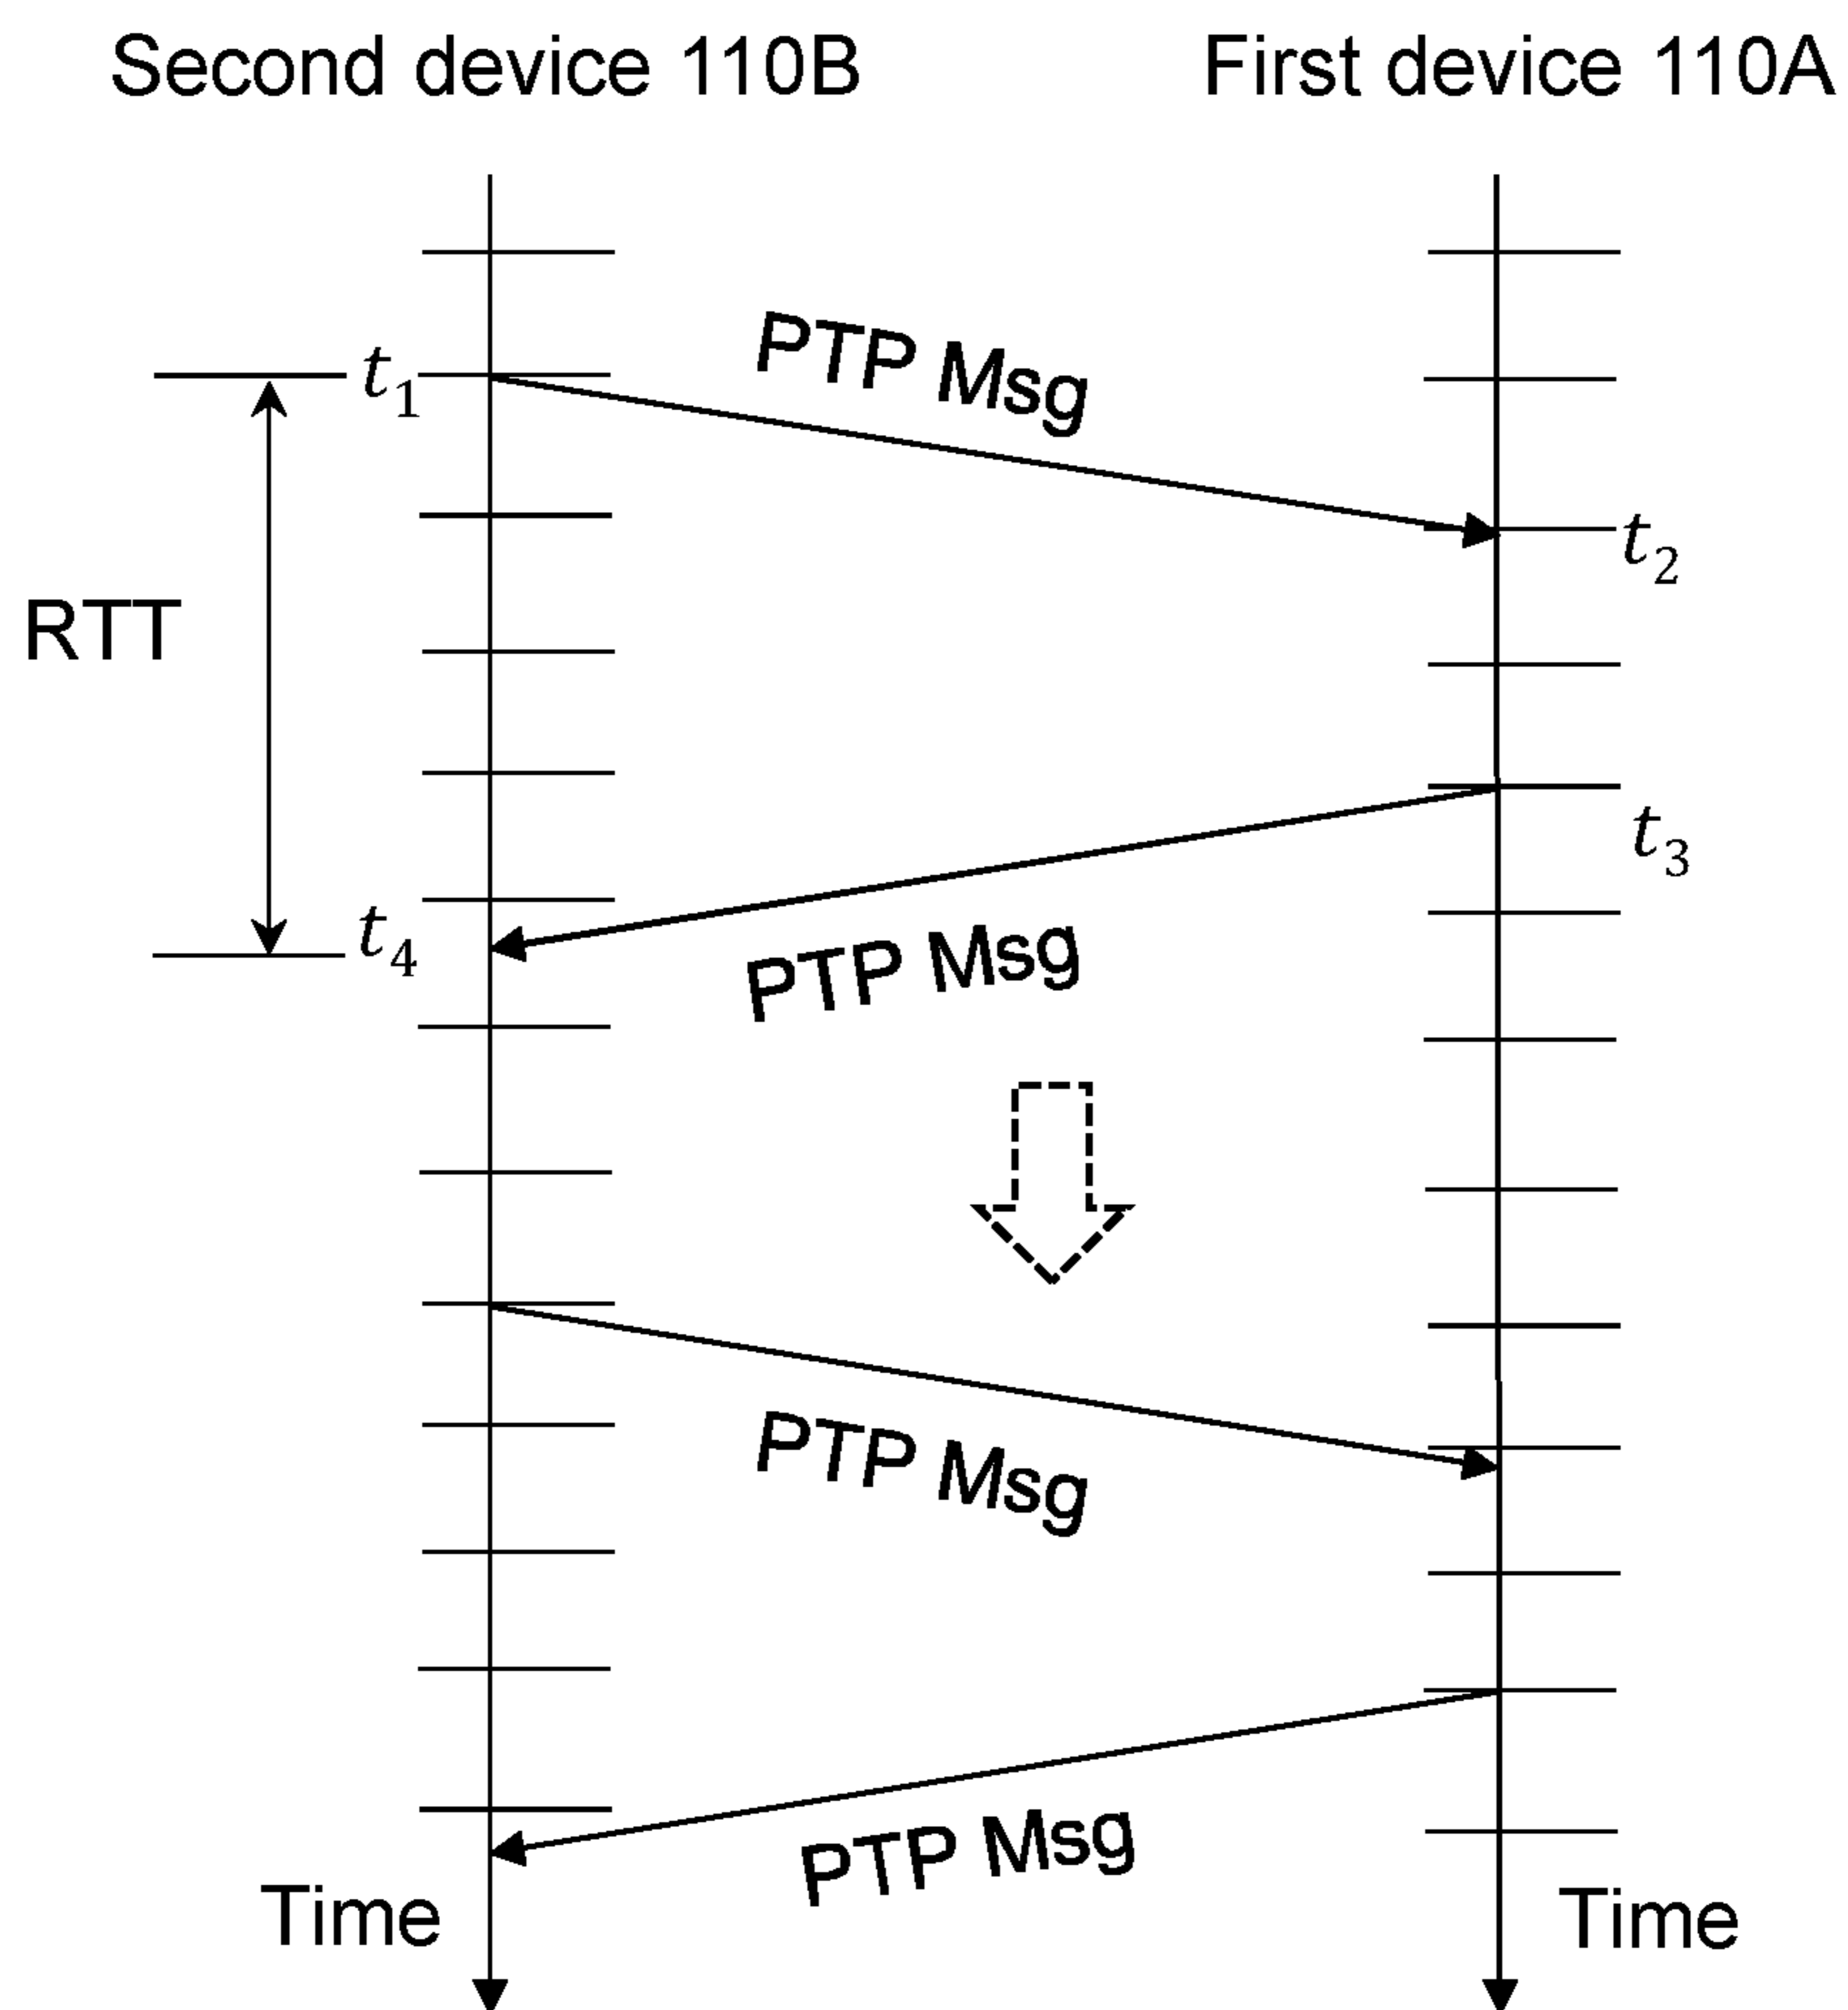 Second device 110B
First device 110A
PTP Msg
t1
t2
RTT
t3
t4
PTP Msg
PTP Msg
PTP Msg
Time
Time